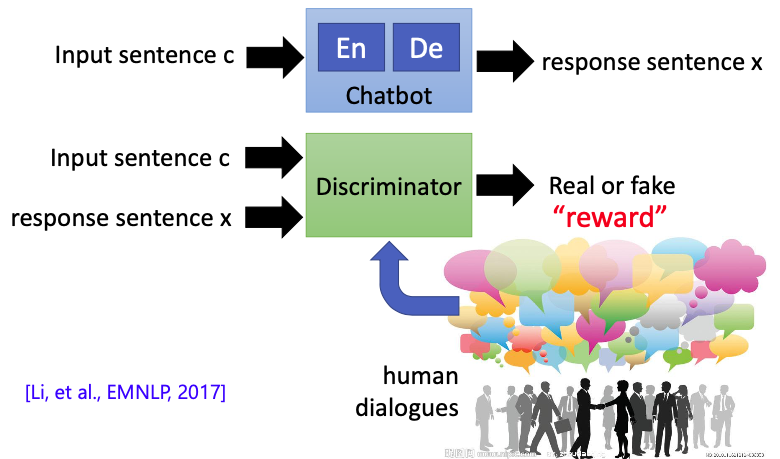 Input sentence c
En De
Chatbot
response sentence x
Input sentence c
response sentence x
Discriminator
Real or fake
“reward”
human
dialogues
[Li, et al., EMNLP, 2017]